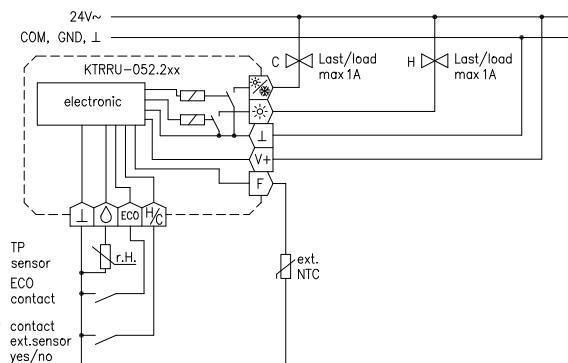 24V~
COM, GND, ⊥
KTRRU-052.2xx
electronic
C
Last/load
max 1A
H
Last/load
max 1A
⊥
V+
F
⊥
ECO
H/C
TP
sensor
r.H.
ECO
contact
ext.
NTC
contact
ext.sensor
yes/no